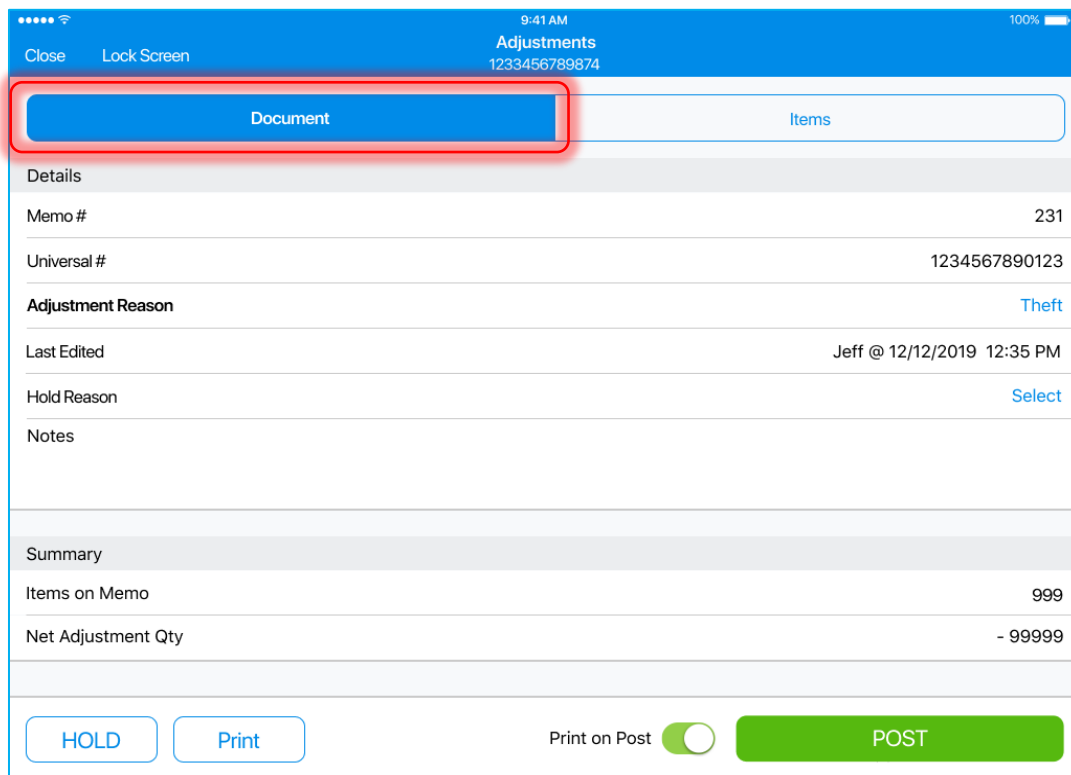 9:41 AM 100%
Close Lock Screen Adjustments
1233456789874
Document Items
Details
Memo # 231
Universal # 1234567890123
Adjustment Reason Theft
Last Edited Jeff @ 12/12/2019 12:35 PM
Hold Reason Select
Notes
Summary
Items on Memo 999
Net Adjustment Qty - 99999
HOLD Print Print on Post POST